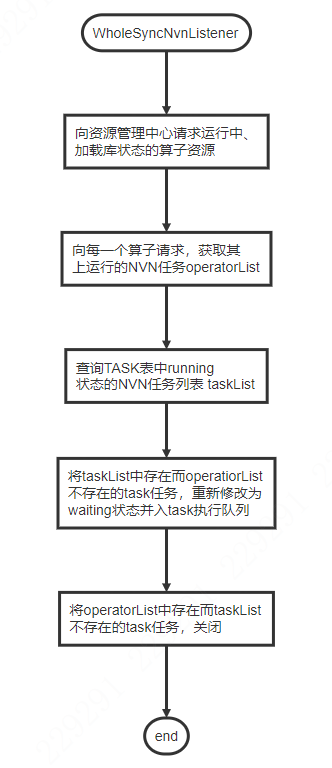 WholeSyncNvnListener
向资源管理中心请求运行中、
加载库状态的算子资源
向每一个算子请求，获取其
上运行的NVN任务operatorList
查询TASK表中running
状态的NVN任务列表 taskList
将taskList中存在而operatiorList
不存在的task任务，重新修改为
waiting状态并入task执行队列
将operatorList中存在而taskList
不存在的task任务，关闭
end
229291
229291